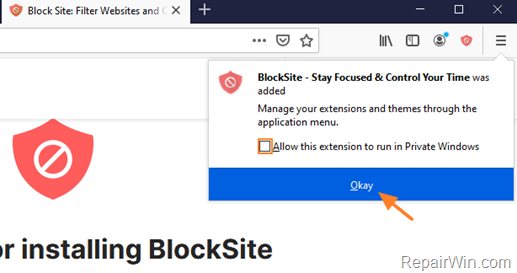 Block Site: Filter Websites and
BlockSite - Stay Focused & Control Your Time was
added
Manage your extensions and themes through the
application menu.
Allow this extension to run in Private Windows
Okay
or installing BlockSite
RepairWin.com